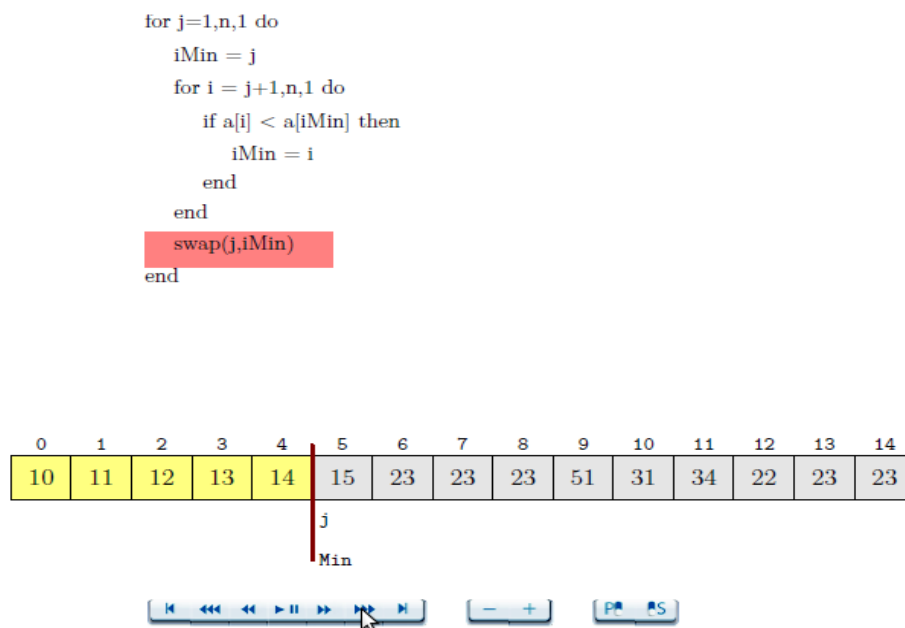 for j=1,n,1 do
iMin = j
for i = j+1,n,1 do
if a[i] < a[iMin] then
iMin = i
end
end
swap(j,iMin)
end
0 1 2 3 4 5 6 7 8 9 10 11 12 13 14
10 11 12 13 14 15 23 23 23 51 31 34 22 23 23
j
Min
− + P S